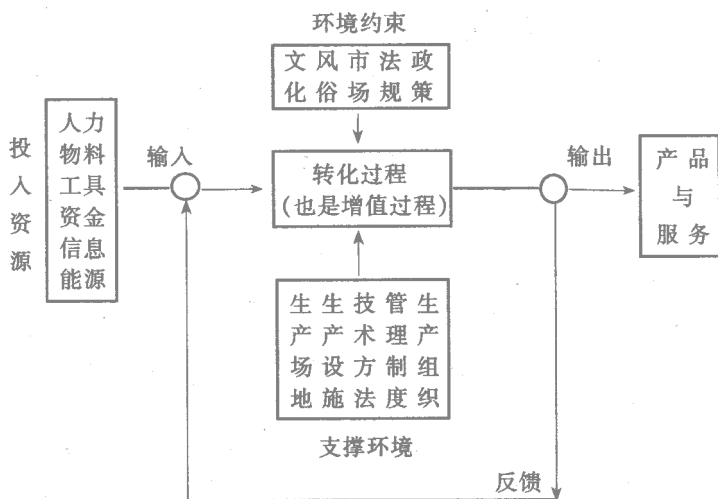 环境约束
文风市法政
化俗场规策
投入资源
人力
物料
工具
资金
信息
能源
输入
转化过程
(也是增值过程)
输出
产品
与
服务
生生技管生
产产术理产
场设方制组
地施法度织
支撑环境
反馈